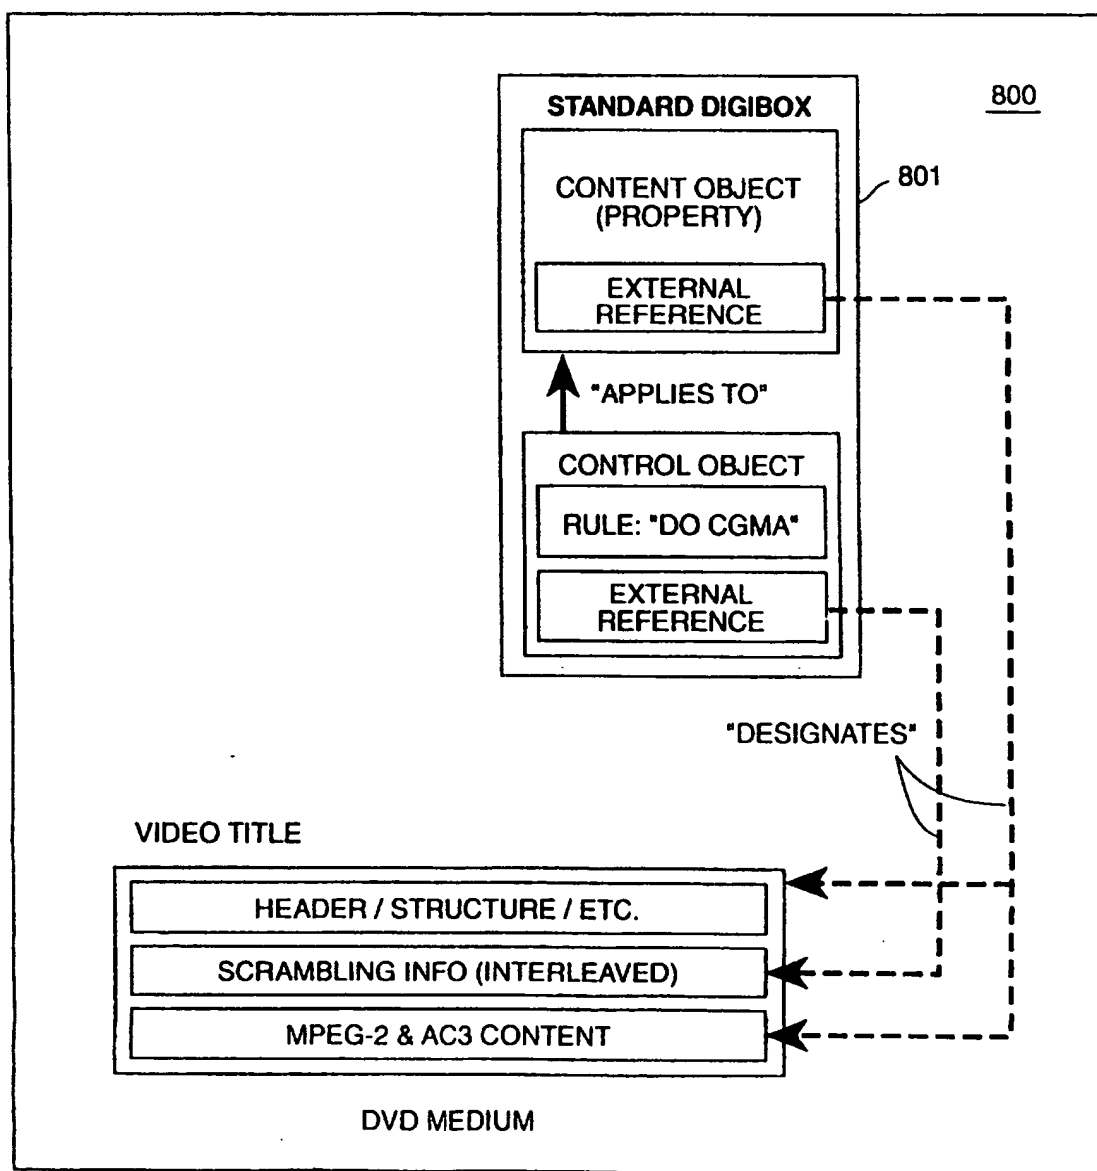 800
STANDARD DIGIBOX
801
CONTENT OBJECT
(PROPERTY)
EXTERNAL
REFERENCE
"APPLIES TO"
CONTROL OBJECT
RULE: "DO CGMA"
EXTERNAL
REFERENCE
"DESIGNATES"
VIDEO TITLE
HEADER / STRUCTURE / ETC.
SCRAMBLING INFO (INTERLEAVED)
MPEG-2 & AC3 CONTENT
DVD MEDIUM